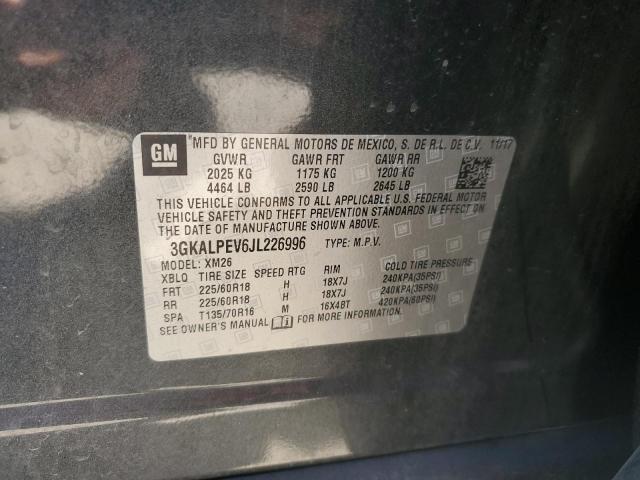 GM
*MFD BY GENERAL MOTORS DE MEXICO, S. DE R.L. DE C.V. 11/17
GVWR GAWR FRT GAWR RR
2025 KG 1175 KG 1200 KG
4464 LB 2590 LB 2645 LB
THIS VEHICLE CONFORMS TO ALL APPLICABLE U.S. FEDERAL MOTOR
VEHICLE SAFETY AND THEFT PREVENTION STANDARDS IN EFFECT ON
THE DATE OF MANUFACTURE SHOWN ABOVE.
3GKALPEV6JL226996 TYPE: M.P.V.
MODEL: XM26
XBLQ TIRE SIZE SPEED RTG RIM COLD TIRE PRESSURE
FRT 225/60R18 H 18X7J 240KPA(35PSI)
RR 225/60R18 H 18X7J 240KPA(35PSI)
SPA T135/70R16 M 16X4BT 420KPA(60PSI)
SEE OWNER'S MANUAL FOR MORE INFORMATION.